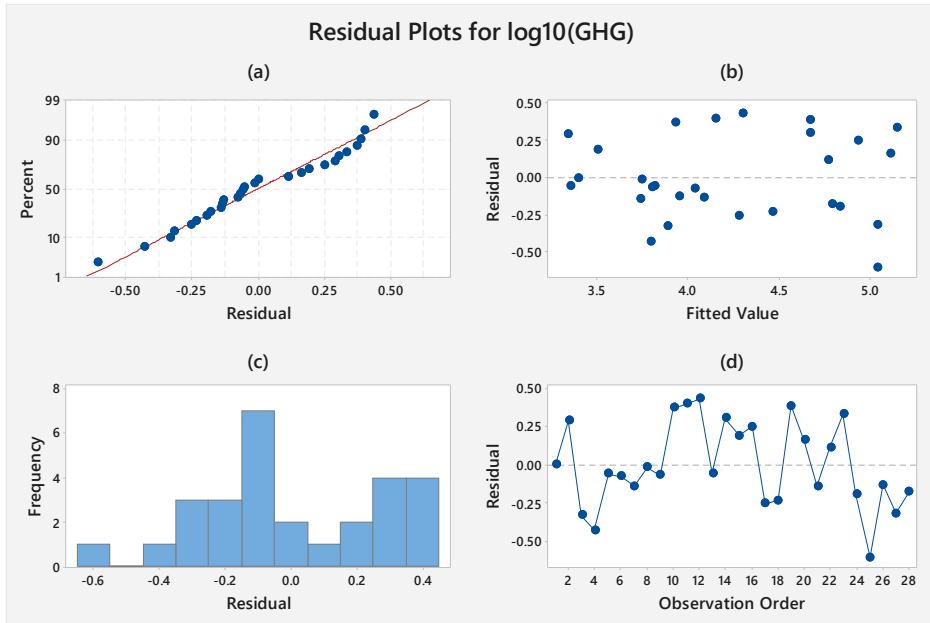 Residual Plots for log10(GHG)
(a)
99
90
50
10
1
Percent
-0.50 -0.25 0.00 0.25 0.50
Residual
(b)
0.50
0.25
0.00
-0.25
-0.50
Residual
3.5 4.0 4.5 5.0
Fitted Value
(c)
8
6
4
2
0
Frequency
-0.6 -0.4 -0.2 0.0 0.2 0.4
Residual
(d)
0.50
0.25
0.00
-0.25
-0.50
Residual
2 4 6 8 10 12 14 16 18 20 22 24 26 28
Observation Order